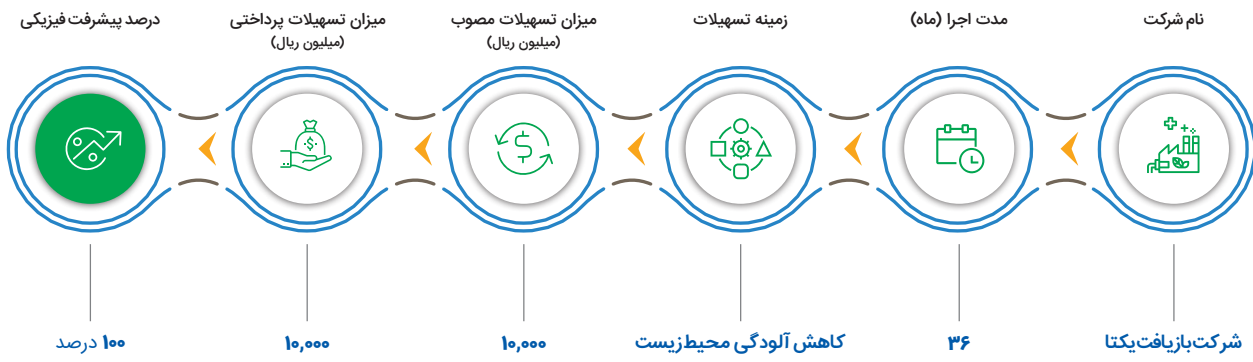 نام شرکت
مدت اجرا (ماه)
زمینه تسهیلات
میزان تسهیلات مصوب
(میلیون ریال)
میزان تسهیلات پرداختی
(میلیون ریال)
درصد پیشرفت فیزیکی
شرکت بازیافت یکتا
۳۶
کاهش آلودگی محیط‌زیست
۱۰,۰۰۰
۱۰,۰۰۰
۱۰۰ درصد